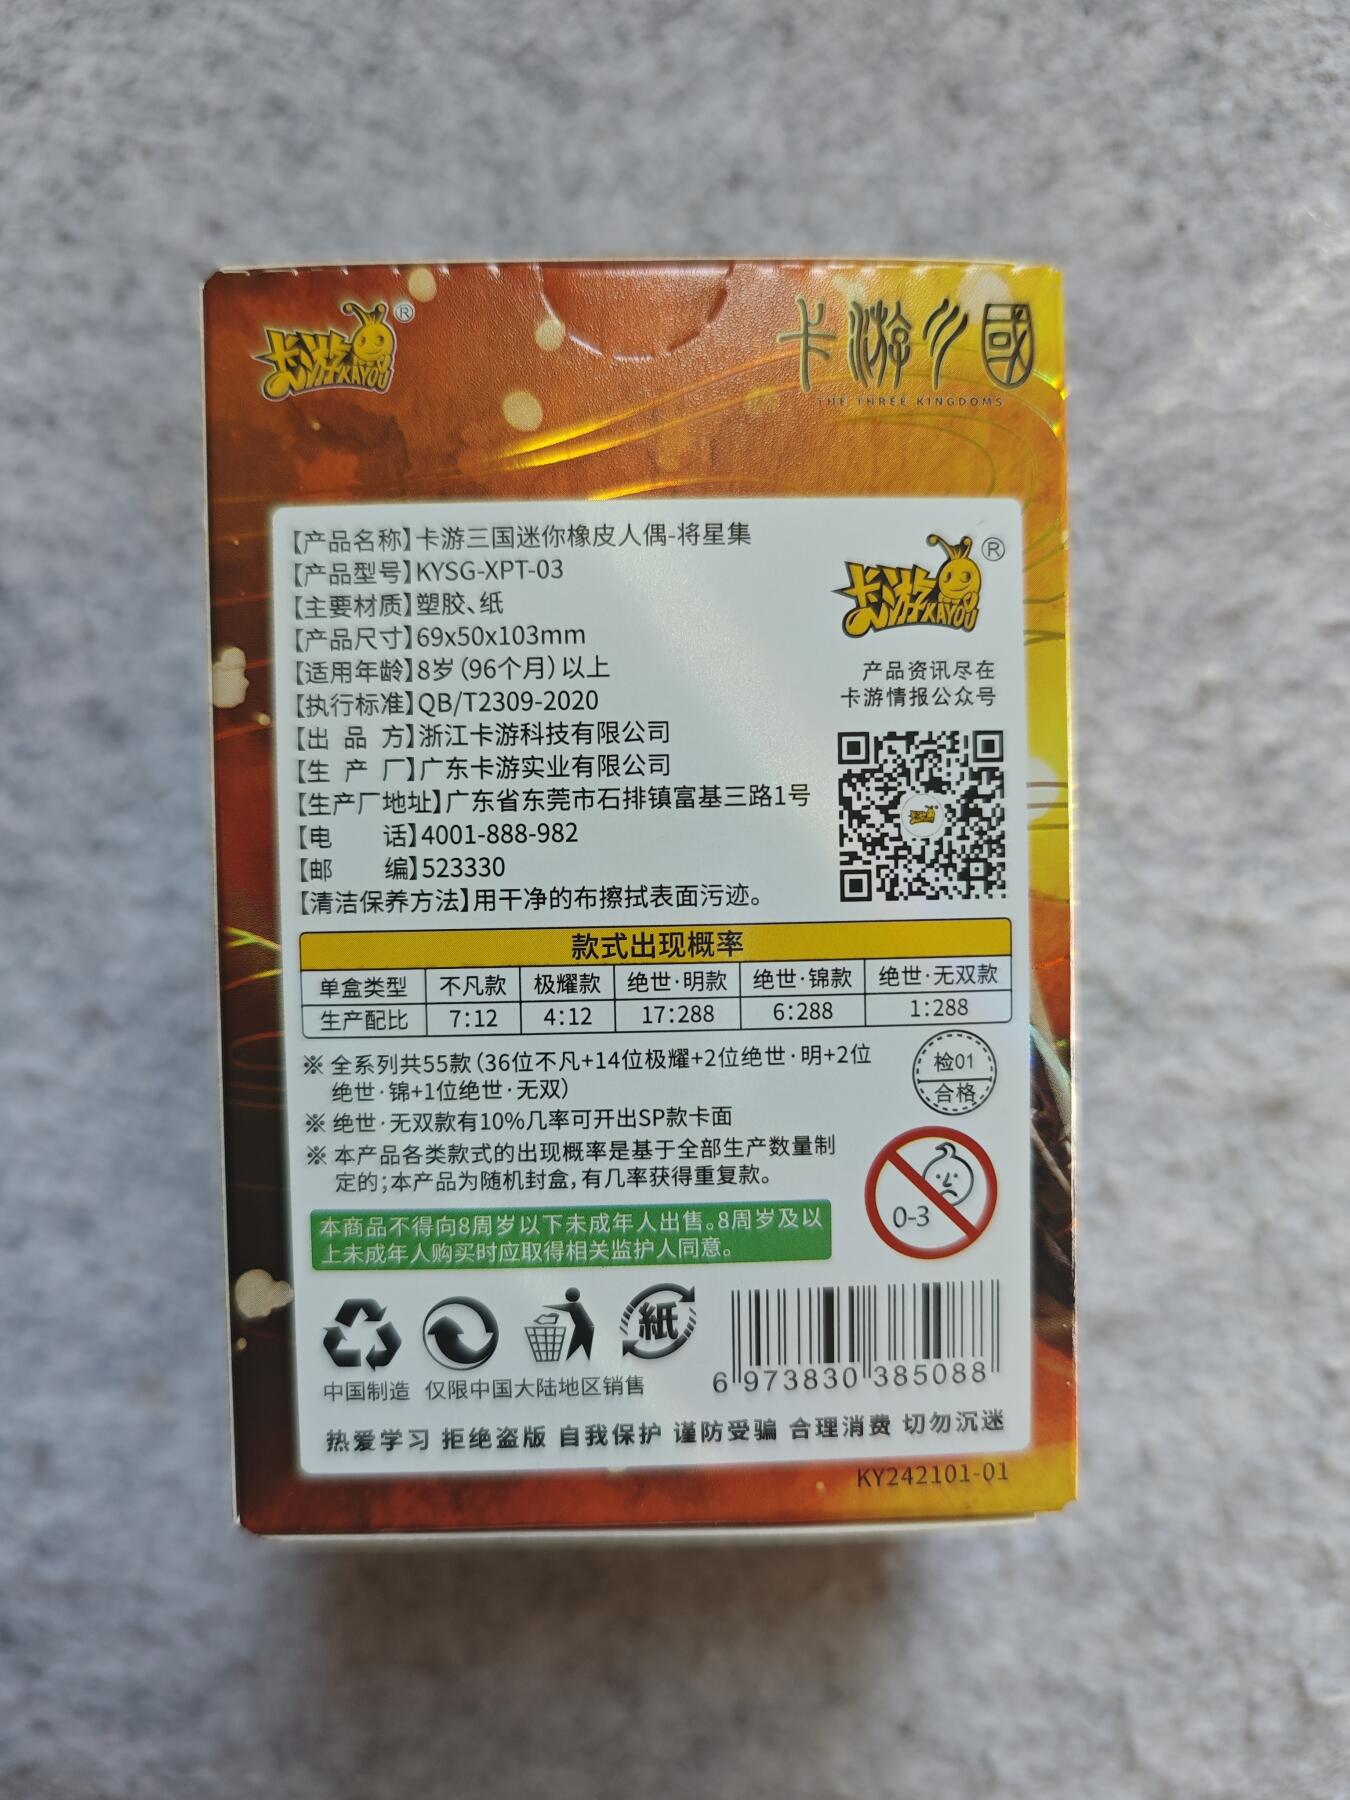 卡游 KAYOU ®
卡游三國
THE THREE KINGDOMS
【产品名称】卡游三国迷你橡皮人偶-将星集
【产品型号】KYSG-XPT-03
【主要材质】塑胶、纸
【产品尺寸】69x50x103mm
【适用年龄】8岁(96个月)以上
【执行标准】QB/T2309-2020
【出 品 方】浙江卡游科技有限公司
【生 产 厂】广东卡游实业有限公司
【生产厂地址】广东省东莞市石排镇富基三路1号
【电 话】4001-888-982
【邮 编】523330
【清洁保养方法】用干净的布擦拭表面污迹。
卡游 KAYOU ®
产品资讯尽在
卡游情报公众号
卡游
款式出现概率
单盒类型 不凡款 极耀款 绝世·明款 绝世·锦款 绝世·无双款
生产配比 7:12 4:12 17:288 6:288 1:288
※ 全系列共55款(36位不凡+14位极耀+2位绝世·明+2位
绝世·锦+1位绝世·无双)
※ 绝世·无双款有10%几率可开出SP款卡面
※ 本产品各类款式的出现概率是基于全部生产数量制
定的;本产品为随机封盒,有几率获得重复款。
检01
合格
0-3
本商品不得向8周岁以下未成年人出售。8周岁及以
上未成年人购买时应取得相关监护人同意。
紙
中国制造 仅限中国大陆地区销售
6 973830 385088
热爱学习 拒绝盗版 自我保护 谨防受骗 合理消费 切勿沉迷
KY242101-01